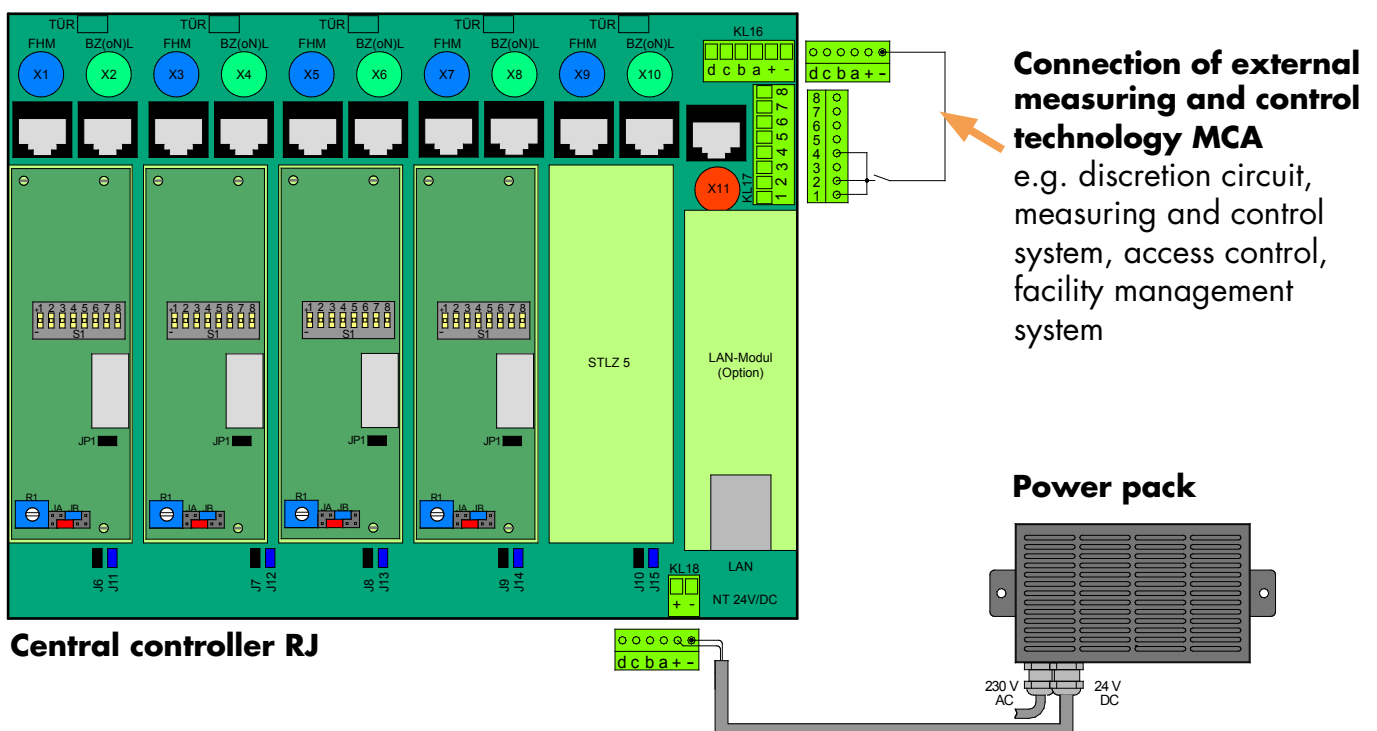 TÜR TÜR TÜR TÜR TÜR
FHM BZ(oN)L FHM BZ(oN)L FHM BZ(oN)L FHM BZ(oN)L FHM BZ(oN)L
X1 X2 X3 X4 X5 X6 X7 X8 X9 X10
KL16
d c b a + -
d c b a + -
1 2 3 4 5 6 7 8
KL17
X11
8
7
6
5
4
3
2
1
Connection of external
measuring and control
technology MCA
e.g. discretion circuit,
measuring and control
system, access control,
facility management
system
+ 1 2 3 4 5 6 7 8
- S1
+ 1 2 3 4 5 6 7 8
- S1
+ 1 2 3 4 5 6 7 8
- S1
+ 1 2 3 4 5 6 7 8
- S1
STLZ 5
LAN-Modul
(Option)
JP1 JP1 JP1 JP1
R1 JA JB R1 JA JB R1 JA JB R1 JA JB
J6 J11 J7 J12 J8 J13 J9 J14 J10 J15
KL18
+ -
LAN
NT 24V/DC
Central controller RJ
d c b a + -
Power pack
230 V
AC
24 V
DC